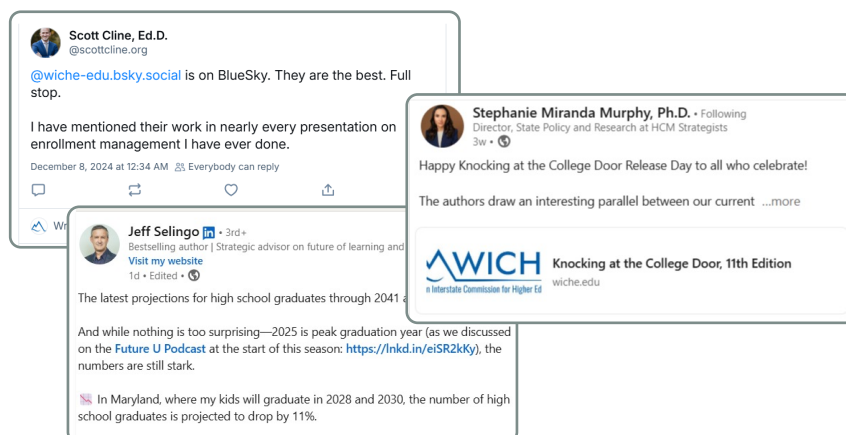 Scott Cline, Ed.D.
@scottcline.org
@wiche-edu.bsky.social is on BlueSky. They are the best. Full
stop.
I have mentioned their work in nearly every presentation on
enrollment management I have ever done.
December 8, 2024 at 12:34 AM Everybody can reply
Stephanie Miranda Murphy, Ph.D. • Following
Director, State Policy and Research at HCM Strategists
3w •
Happy Knocking at the College Door Release Day to all who celebrate!
The authors draw an interesting parallel between our current ...more
WICH
n Interstate Commission for Higher Ed
Knocking at the College Door, 11th Edition
wiche.edu
Jeff Selingo in • 3rd+
Bestselling author | Strategic advisor on future of learning and
Visit my website
1d • Edited •
The latest projections for high school graduates through 2041
And while nothing is too surprising—2025 is peak graduation year (as we discussed
on the Future U Podcast at the start of this season: https://lnkd.in/eiSR2kKy), the
numbers are still stark.
In Maryland, where my kids will graduate in 2028 and 2030, the number of high
school graduates is projected to drop by 11%.